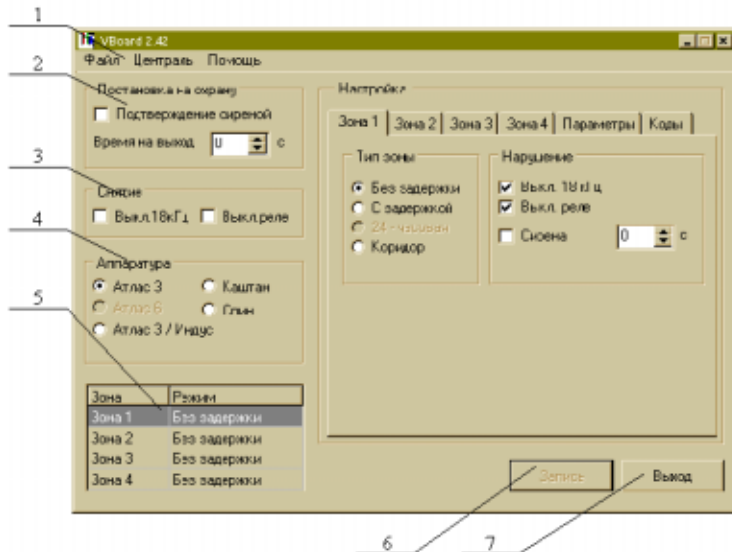 1
VBoard 2.42
Файл Централь Помощь
2
Постановка на охрану
Подтверждение сиреной
Время на выход 0 с
3
Снятие
Выкл.18кГц Выкл.реле
4
Аппаратура
Атлас 3 Каштан
Атлас 6 Спин
Атлас 3 / Индус
5
Зона Режим
Зона 1 Без задержки
Зона 2 Без задержки
Зона 3 Без задержки
Зона 4 Без задержки
Настройка
Зона 1 Зона 2 Зона 3 Зона 4 Параметры Коды
Тип зоны
Без задержки
С задержкой
24 - часовая
Коридор
Нарушение
Выкл. 18 кГц
Выкл. реле
Сирена 0 с
Запись Выход
6 7